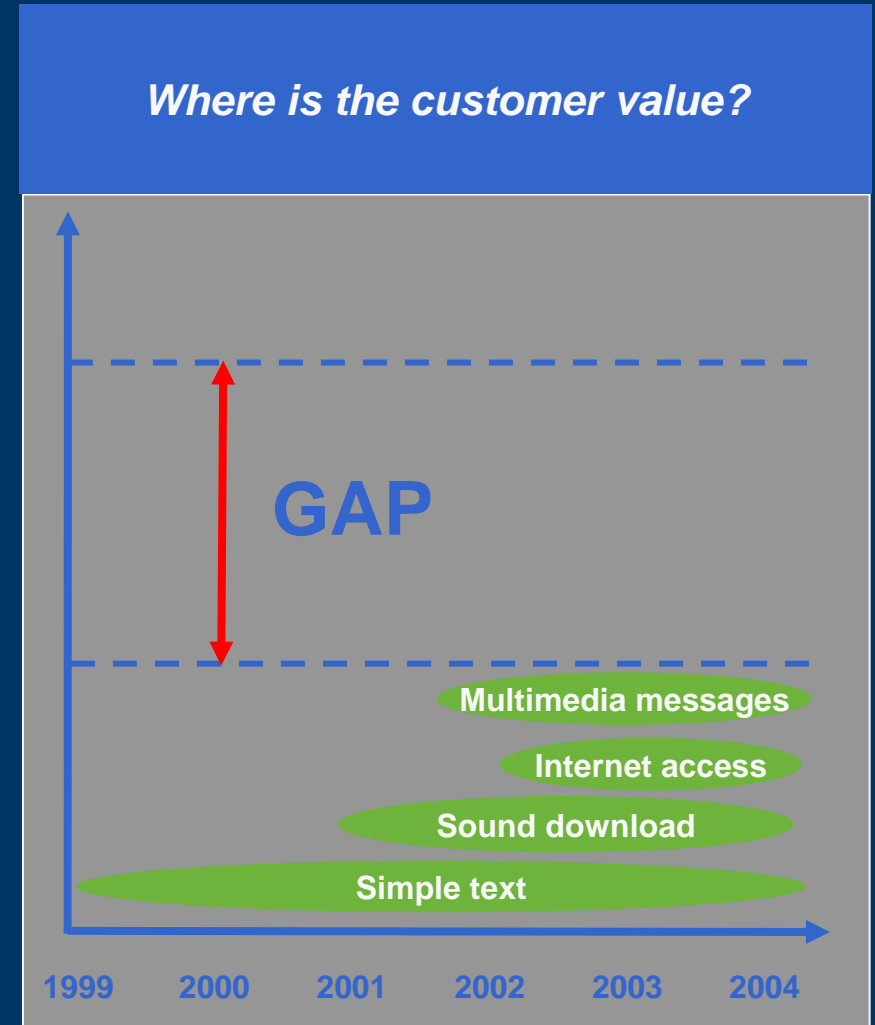 Where is the customer value?
GAP
Multimedia messages
Internet access
Sound download
Simple text
1999 2000 2001 2002 2003 2004